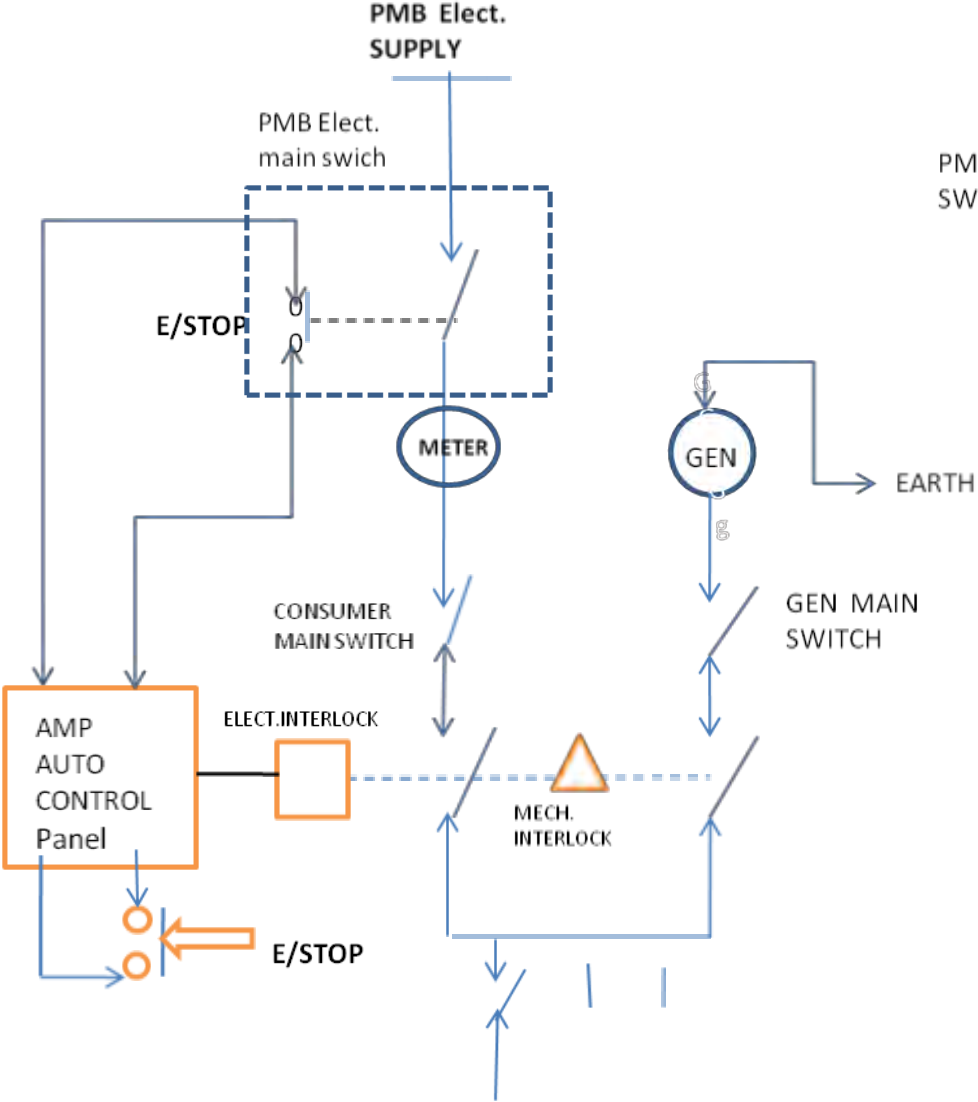 PMB Elect.
SUPPLY
PMB Elect.
main swich
PM
SW
0
E/STOP
0
G
METER
GEN
EARTH
g
CONSUMER
MAIN SWITCH
GEN MAIN
SWITCH
ELECT.INTERLOCK
AMP
AUTO
CONTROL
Panel
MECH.
INTERLOCK
E/STOP